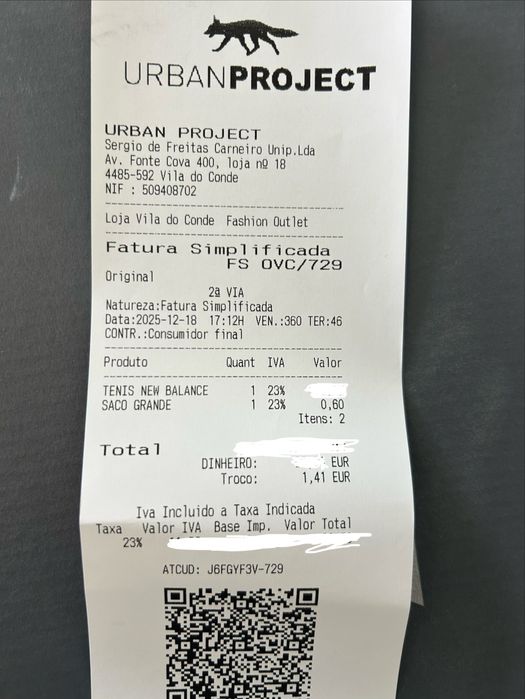 URBANPROJECT
URBAN PROJECT
Sergio de Freitas Carneiro Unip.Lda
Av. Fonte Cova 400, loja nº 18
4485-592 Vila do Conde
NIF : 509408702
Loja Vila do Conde Fashion Outlet
Fatura Simplificada
FS OVC/729
Original
2ª VIA
Natureza:Fatura Simplificada
Data:2025-12-18 17:12H VEN.:360 TER:46
CONTR.:Consumidor final
Produto Quant IVA Valor
TENIS NEW BALANCE 1 23%
SACO GRANDE 1 23% 0,60
Itens: 2
Total
DINHEIRO: EUR
Troco: 1,41 EUR
Iva Incluido a Taxa Indicada
Taxa Valor IVA Base Imp. Valor Total
23%
ATCUD: J6FGYF3V-729